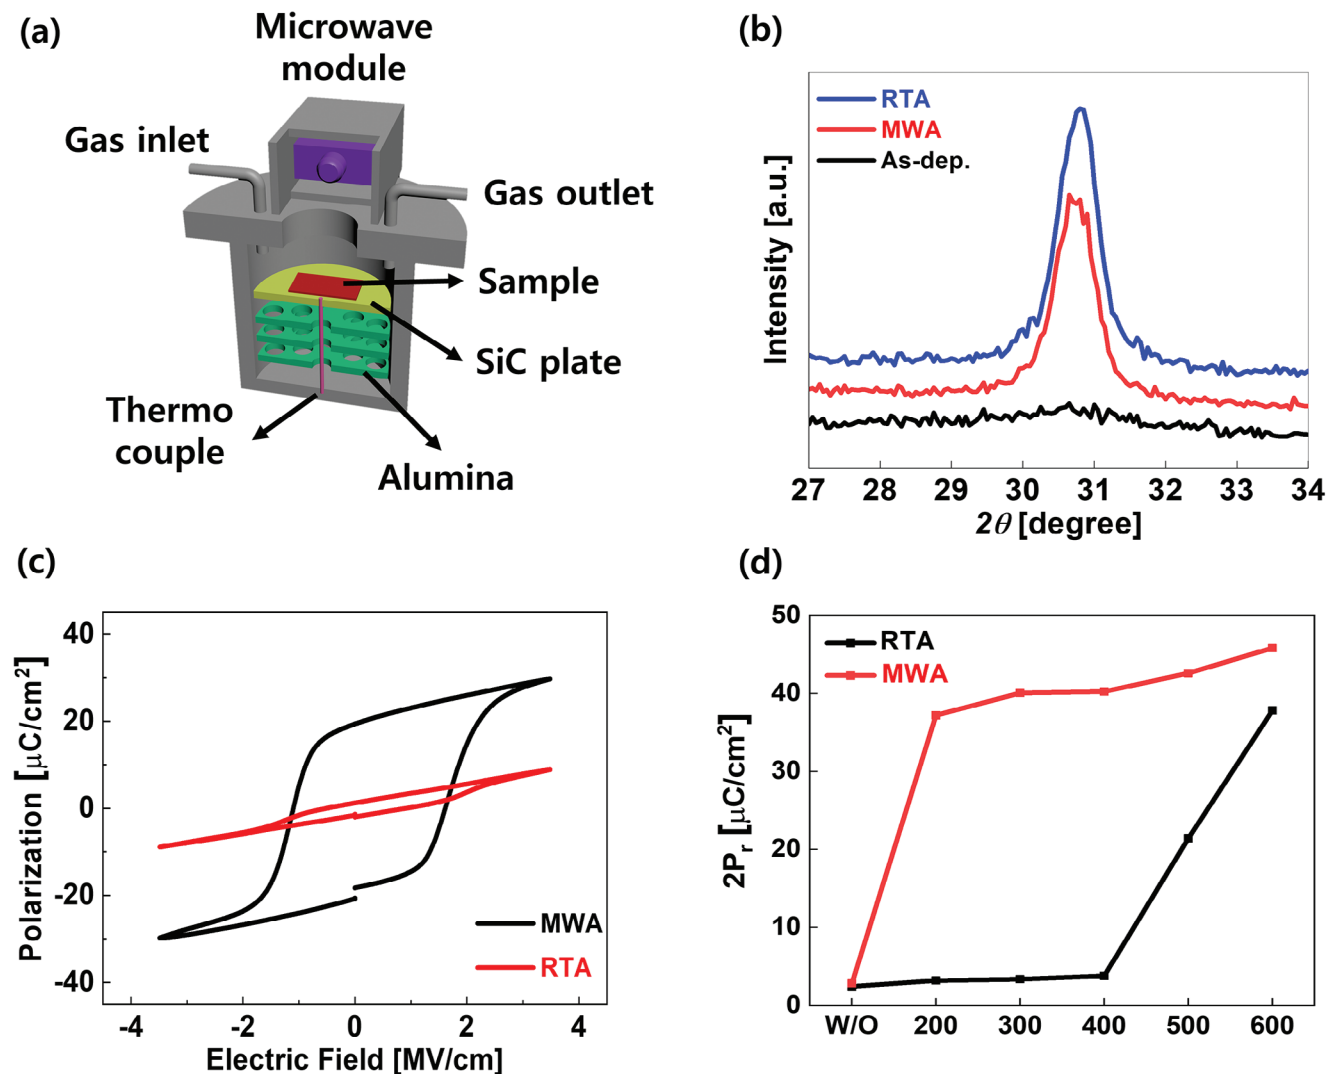 (a)
Microwave
module
Gas inlet
Gas outlet
Sample
SiC plate
Thermo
couple
Alumina
(b)
RTA
MWA
As-dep.
Intensity [a.u.]
27 28 29 30 31 32 33 34
2θ [degree]
(c)
40
20
0
-20
-40
Polarization [μC/cm²]
MWA
RTA
-4 -2 0 2 4
Electric Field [MV/cm]
(d)
50
40
30
20
10
0
2Pᵣ [μC/cm²]
RTA
MWA
W/O 200 300 400 500 600